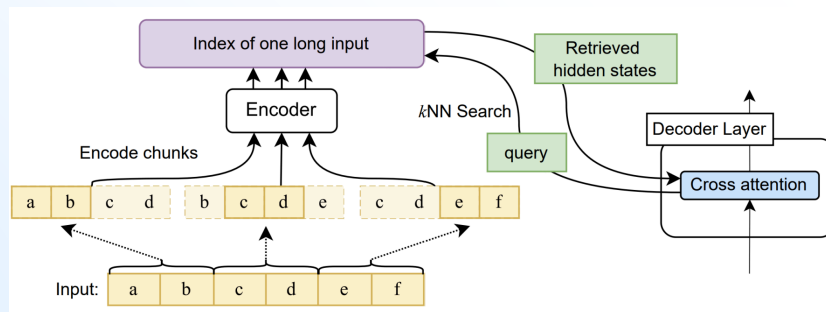 Index of one long input
Retrieved
hidden states
Encoder
kNN Search
Decoder Layer
Encode chunks
query
Cross attention
a b c d b c d e c d e f
Input: a b c d e f